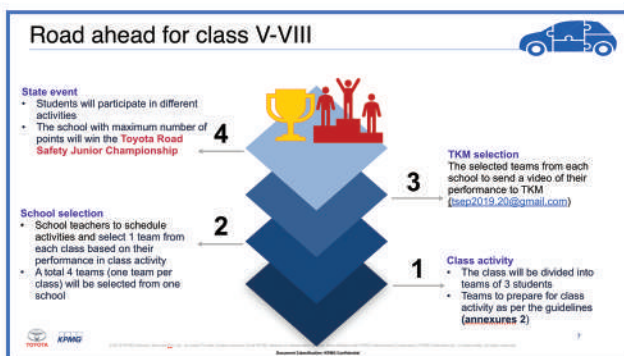 Road ahead for class V-VIII
State event
• Students will participate in different
activities
• The school with maximum number of
points will win the Toyota Road
Safety Junior Championship
4
TKM selection
The selected teams from each
school to send a video of their
performance to TKM
(tsep2019.20@gmail.com)
3
School selection
• School teachers to schedule
activities and select 1 team from
each class based on their
performance in class activity
• A total 4 teams (one team per
class) will be selected from one
school
2
Class activity
• The class will be divided into
teams of 3 students
• Teams to prepare for class
activity as per the guidelines
(annexures 2)
1
TOYOTA
KPMG
7
Document Classification: KPMG Confidential